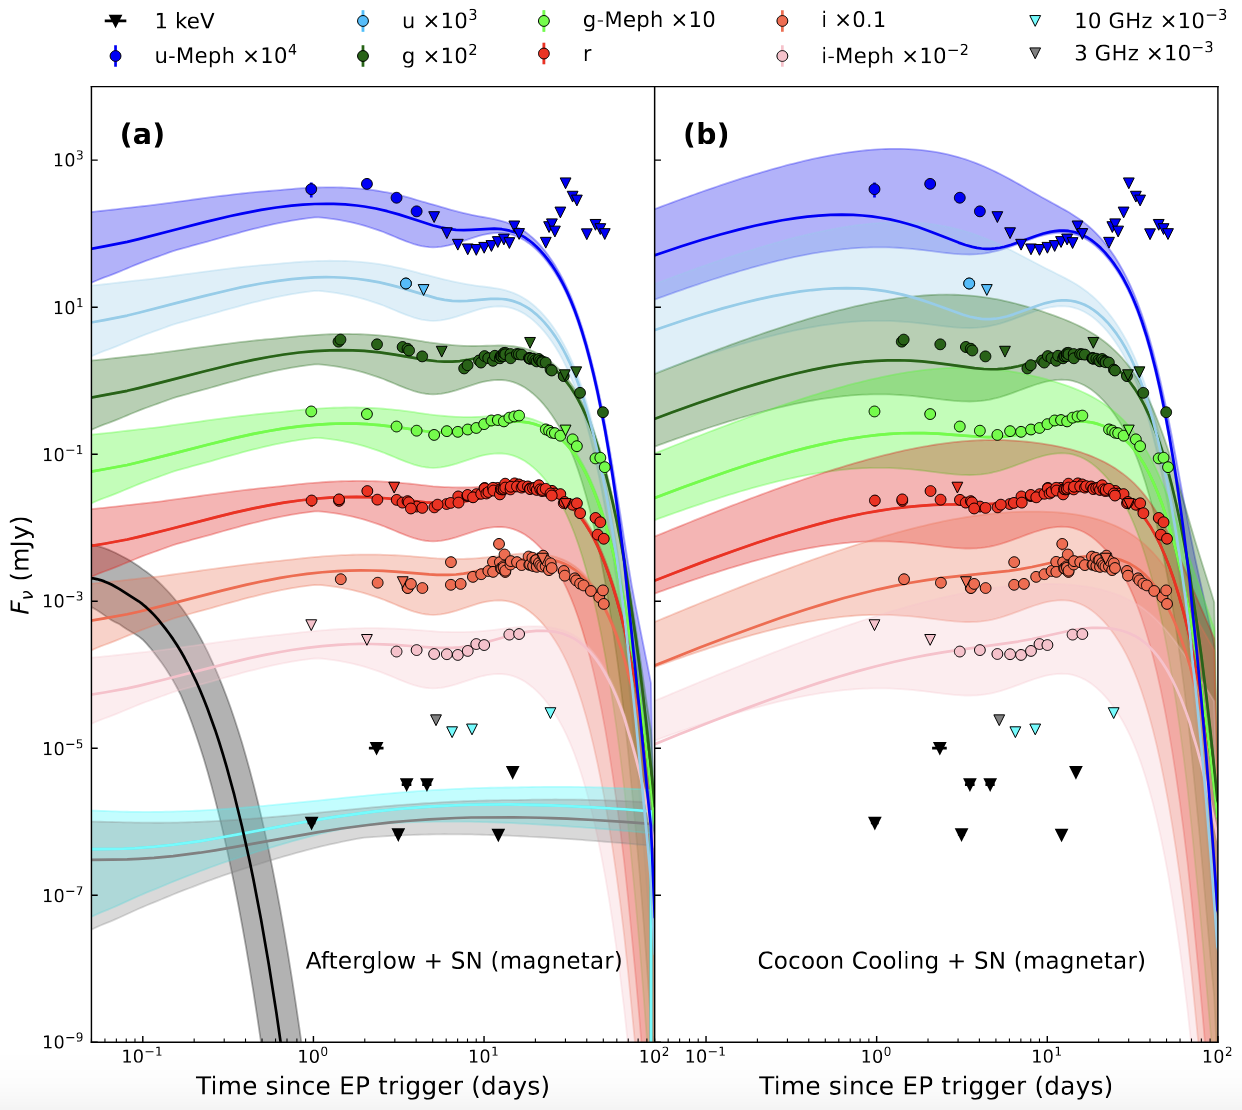 1 keV u ×10³ g-Meph ×10 i ×0.1 10 GHz ×10⁻³
u-Meph ×10⁴ g ×10² r i-Meph ×10⁻² 3 GHz ×10⁻³
(a) (b)
10³
10¹
10⁻¹
10⁻³
10⁻⁵
10⁻⁷
10⁻⁹
F_ν (mJy)
Afterglow + SN (magnetar) Cocoon Cooling + SN (magnetar)
10⁻¹ 10⁰ 10¹ 10² 10⁻¹ 10⁰ 10¹ 10²
Time since EP trigger (days) Time since EP trigger (days)